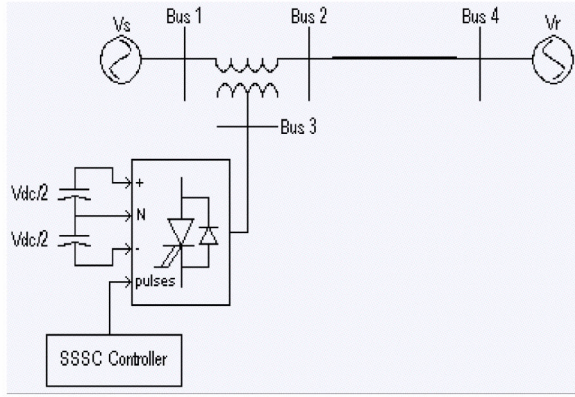 Vs
Bus 1
Bus 2
Bus 4
Vr
Bus 3
Vdc/2
Vdc/2
+
N
-
pulses
SSSC Controller